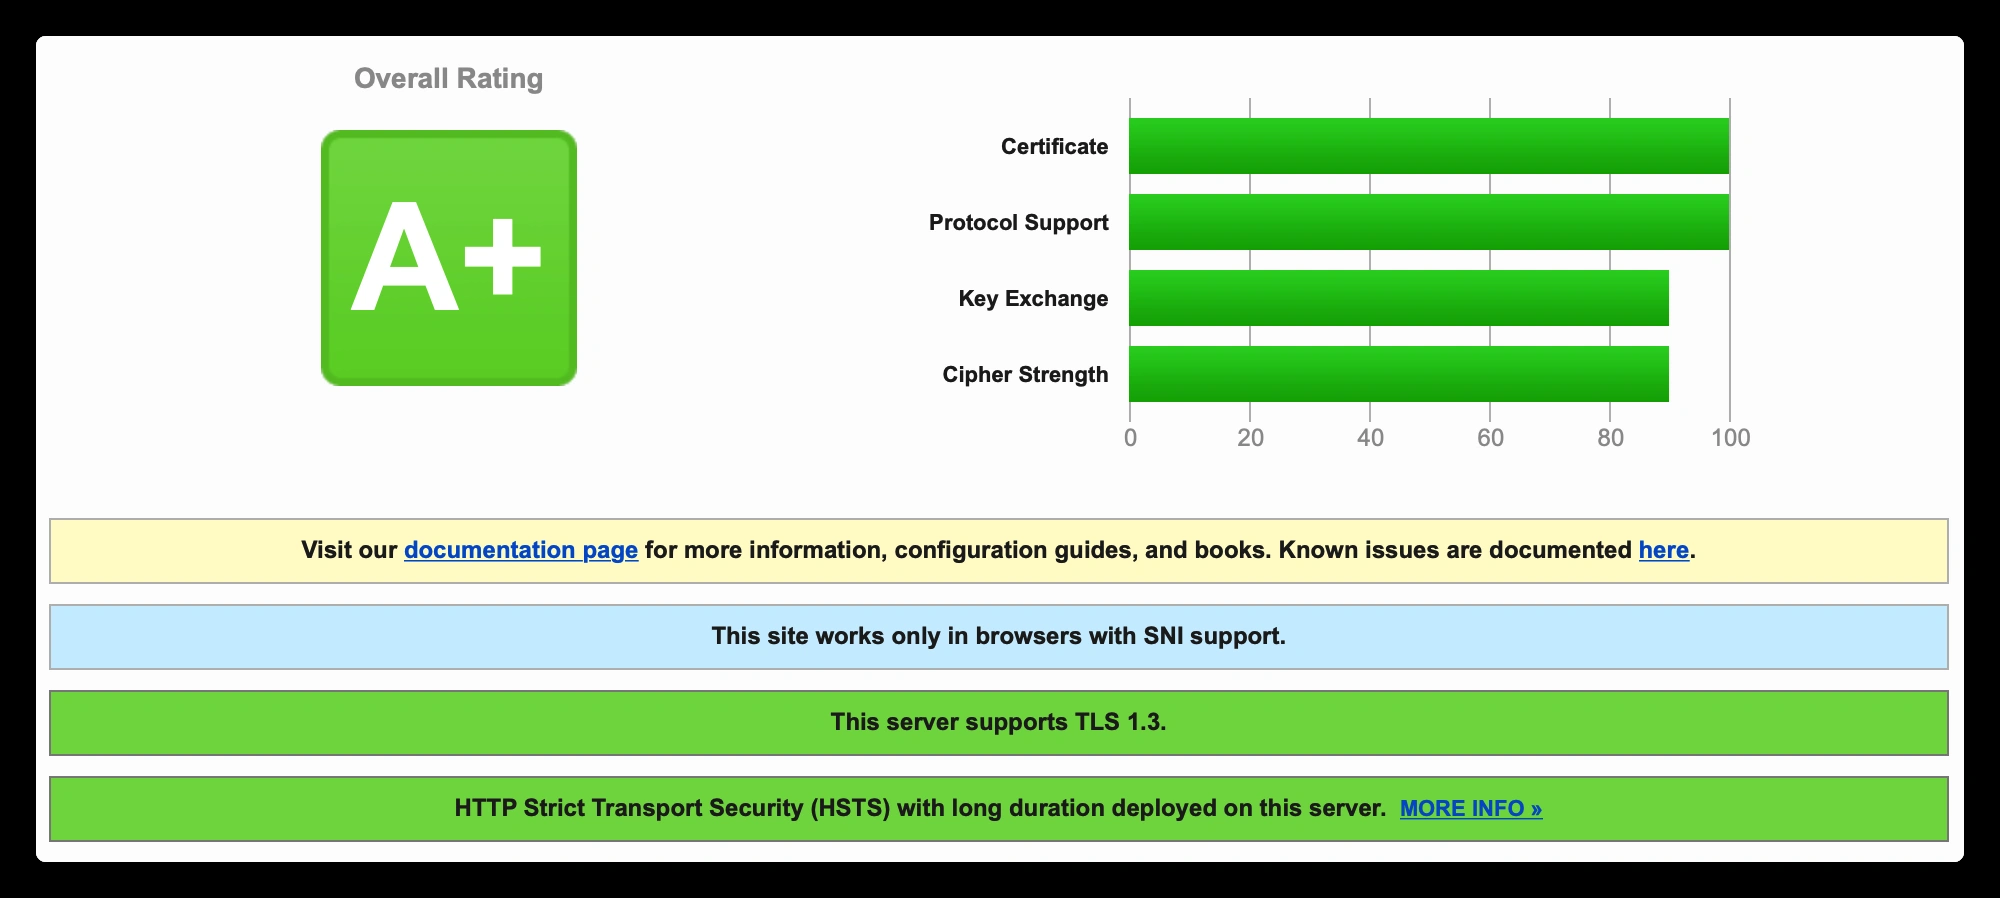 Overall Rating
A+
Certificate
Protocol Support
Key Exchange
Cipher Strength
0 20 40 60 80 100
Visit our documentation page for more information, configuration guides, and books. Known issues are documented here.
This site works only in browsers with SNI support.
This server supports TLS 1.3.
HTTP Strict Transport Security (HSTS) with long duration deployed on this server. MORE INFO »